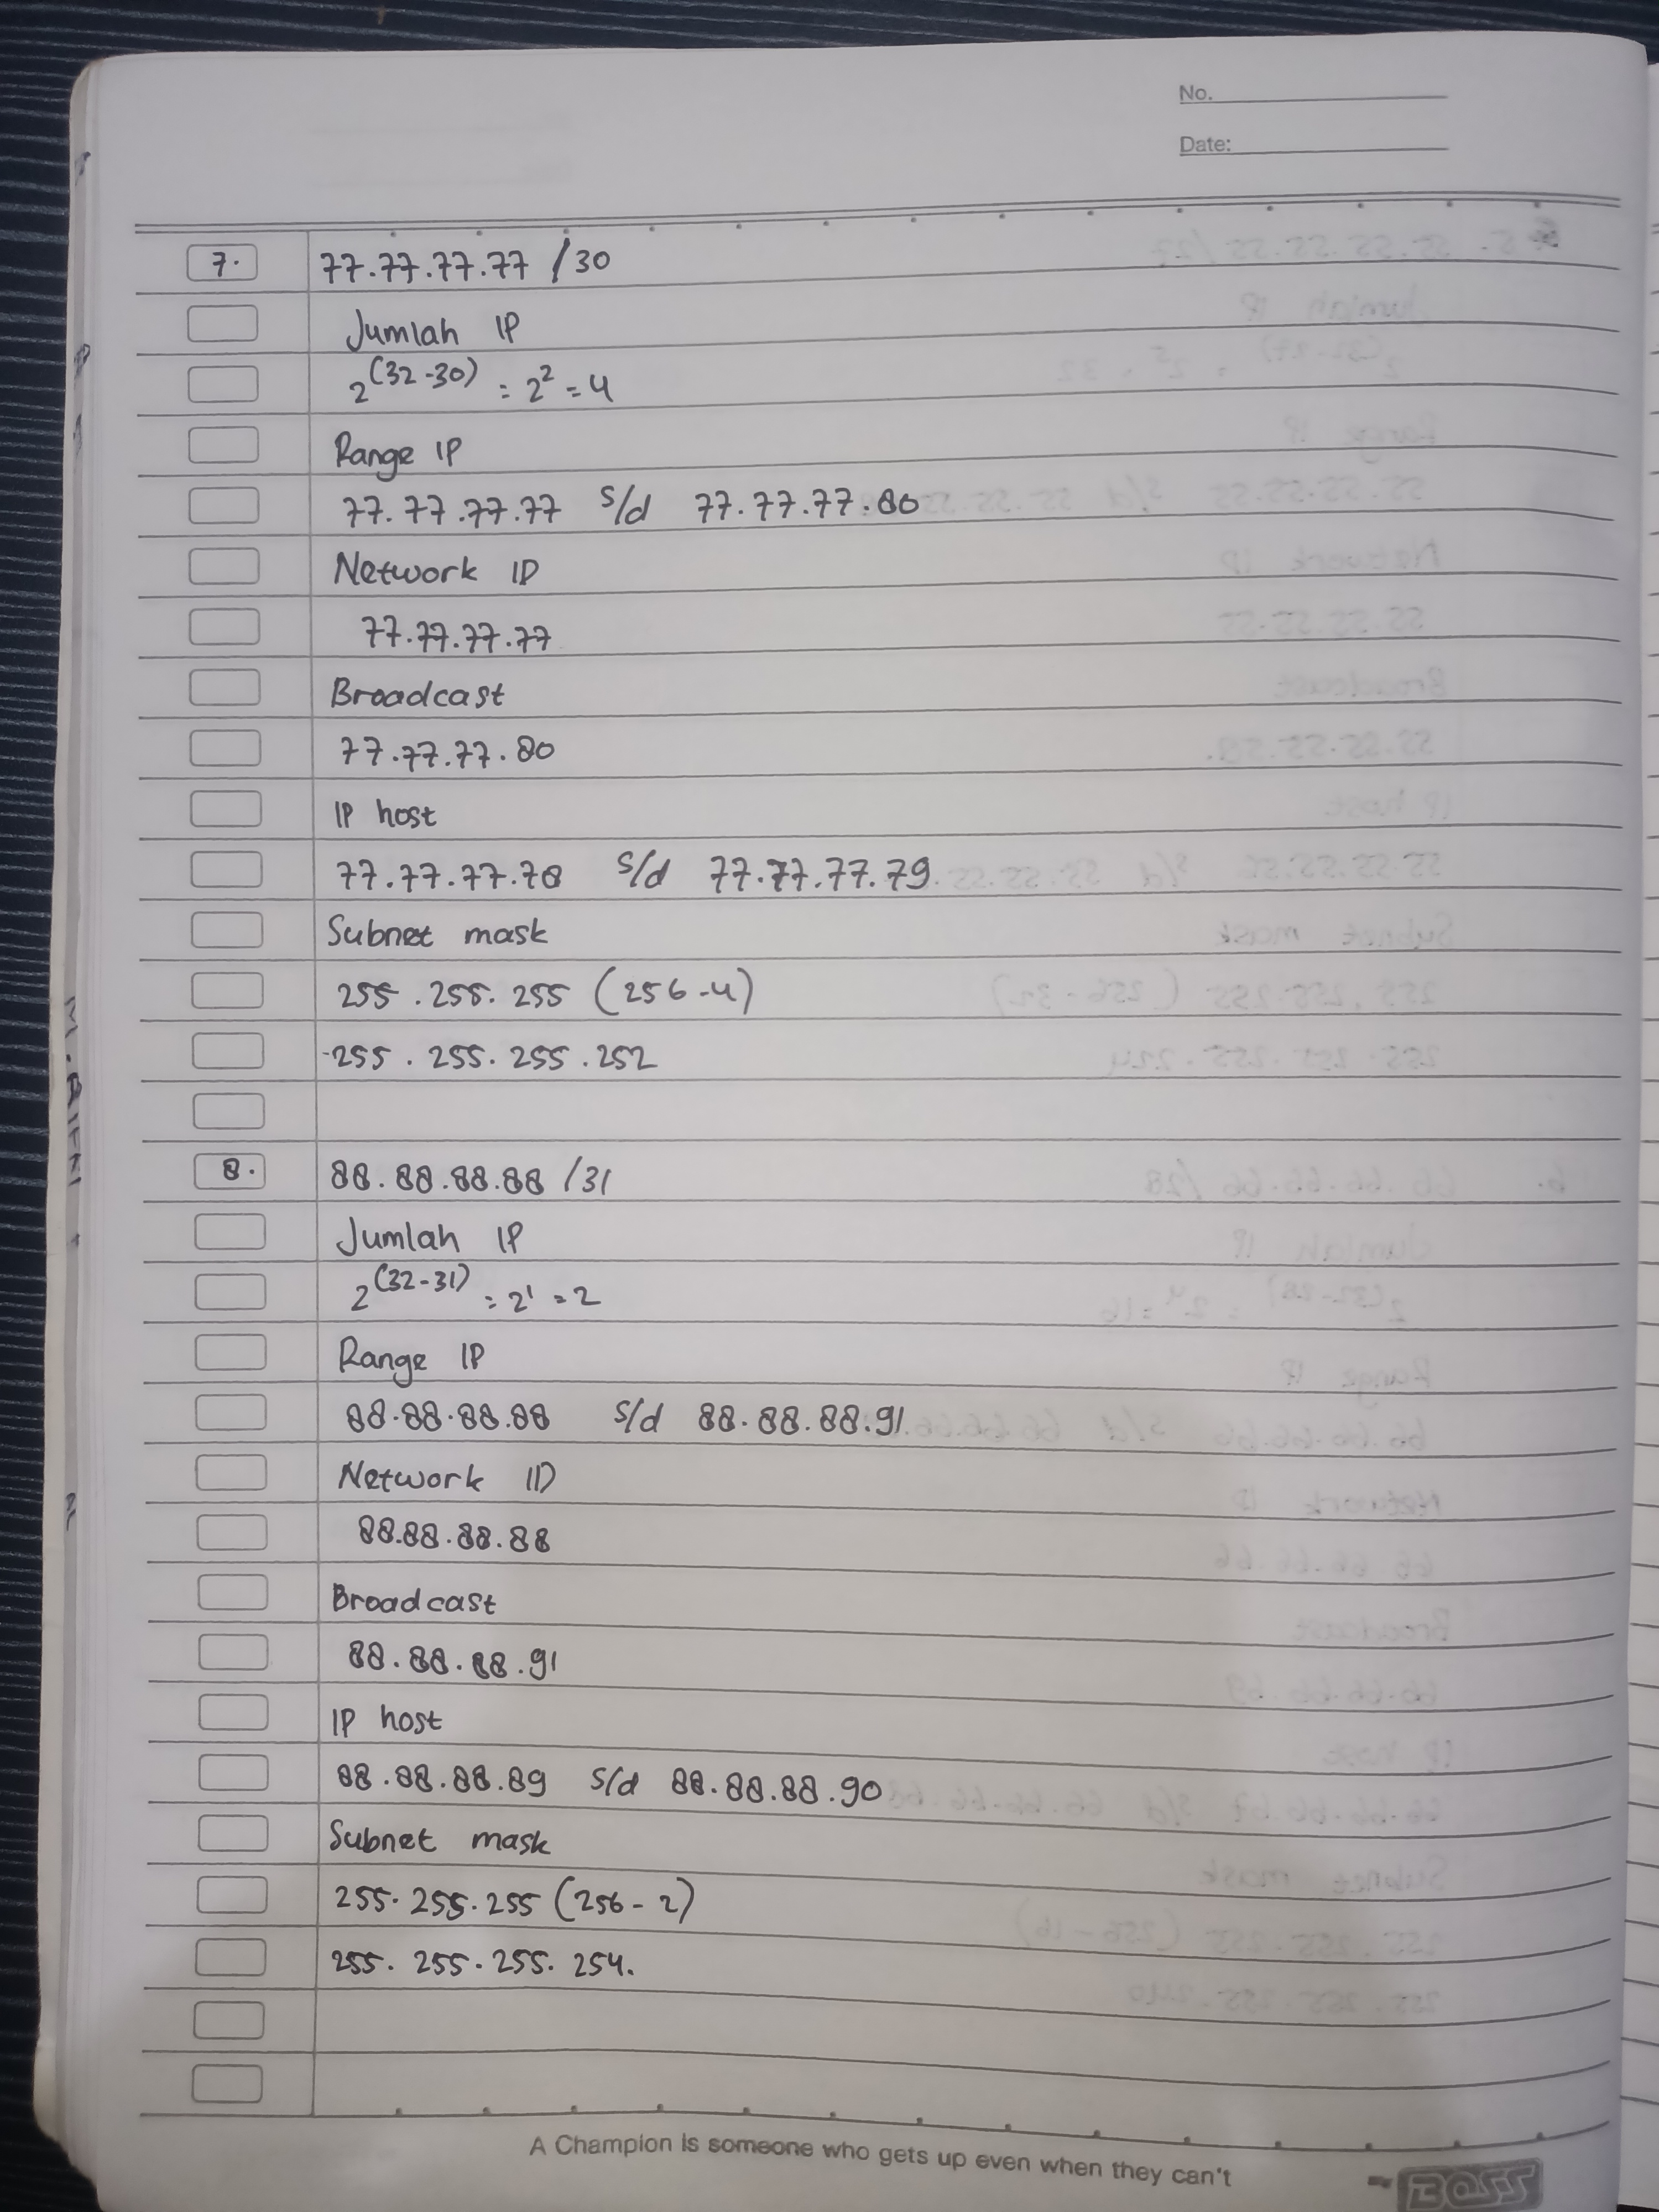 No.
Date:
7. 77.77.77.77 /30
Jumlah IP
2^(32-30) = 2² = 4
Range IP
77.77.77.77 s/d 77.77.77.80
Network ID
77.77.77.77
Broadcast
77.77.77.80
IP host
77.77.77.78 s/d 77.77.77.79
Subnet mask
255.255.255 (256-4)
255.255.255.252
8. 88.88.88.88 /31
Jumlah IP
2^(32-31) = 2¹ = 2
Range IP
88.88.88.88 s/d 88.88.88.91
Network ID
88.88.88.88
Broadcast
88.88.88.91
IP host
88.88.88.89 s/d 88.88.88.90
Subnet mask
255.255.255 (256-2)
255.255.255.254.
A Champion is someone who gets up even when they can't
BOSS